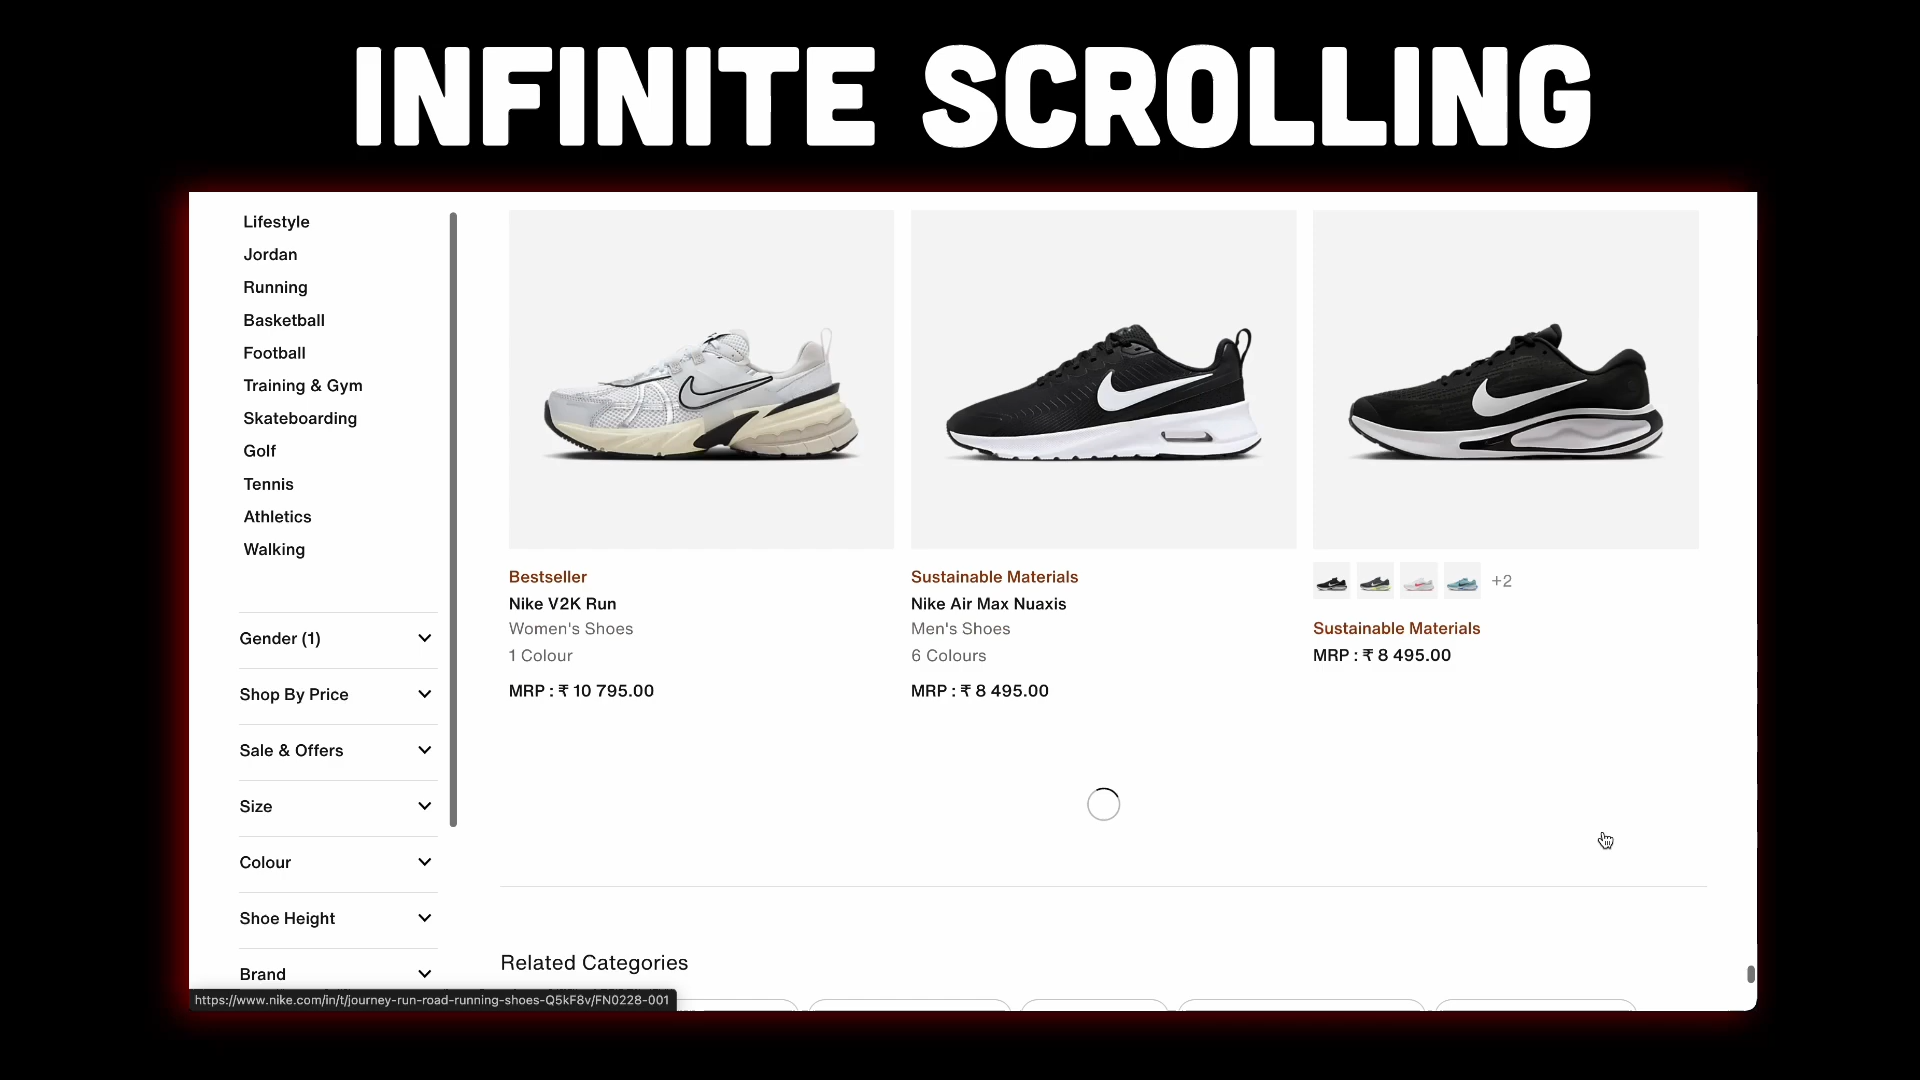 INFINITE SCROLLING
Lifestyle
Jordan
Running
Basketball
Football
Training & Gym
Skateboarding
Golf
Tennis
Athletics
Walking
Gender (1)
Shop By Price
Sale & Offers
Size
Colour
Shoe Height
Brand
Bestseller
Nike V2K Run
Women's Shoes
1 Colour
MRP : ₹ 10 795.00
Sustainable Materials
Nike Air Max Nuaxis
Men's Shoes
6 Colours
MRP : ₹ 8 495.00
+2
Sustainable Materials
MRP : ₹ 8 495.00
Related Categories
https://www.nike.com/in/t/journey-run-road-running-shoes-Q5kF8v/FN0228-001